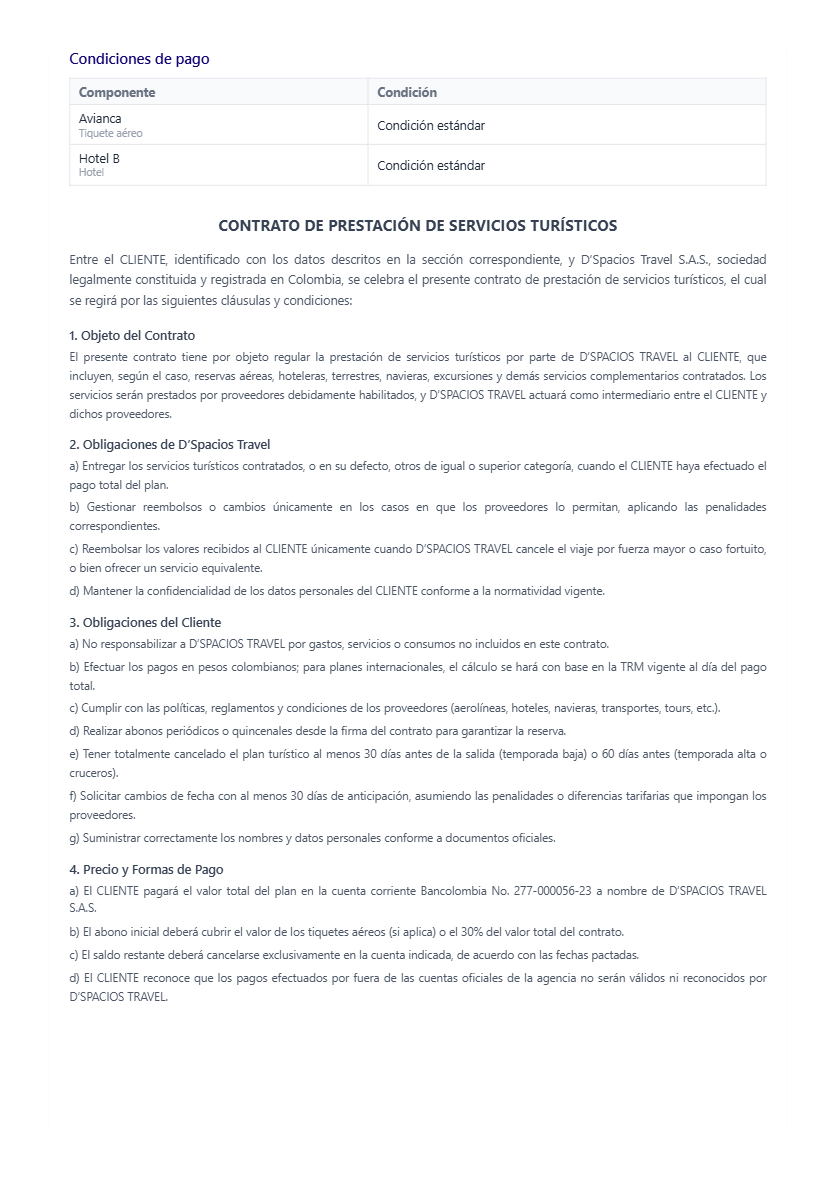 Condiciones de pago
Componente Condición
Avianca
Tiquete aéreo
Condición estándar
Hotel B
Hotel
Condición estándar
CONTRATO DE PRESTACIÓN DE SERVICIOS TURÍSTICOS
Entre el CLIENTE, identificado con los datos descritos en la sección correspondiente, y D'Spacios Travel S.A.S., sociedad
legalmente constituida y registrada en Colombia, se celebra el presente contrato de prestación de servicios turísticos, el cual
se regirá por las siguientes cláusulas y condiciones:
1. Objeto del Contrato
El presente contrato tiene por objeto regular la prestación de servicios turísticos por parte de D'SPACIOS TRAVEL al CLIENTE, que
incluyen, según el caso, reservas aéreas, hoteleras, terrestres, navieras, excursiones y demás servicios complementarios contratados. Los
servicios serán prestados por proveedores debidamente habilitados, y D'SPACIOS TRAVEL actuará como intermediario entre el CLIENTE y
dichos proveedores.
2. Obligaciones de D'Spacios Travel
a) Entregar los servicios turísticos contratados, o en su defecto, otros de igual o superior categoría, cuando el CLIENTE haya efectuado el
pago total del plan.
b) Gestionar reembolsos o cambios únicamente en los casos en que los proveedores lo permitan, aplicando las penalidades
correspondientes.
c) Reembolsar los valores recibidos al CLIENTE únicamente cuando D'SPACIOS TRAVEL cancele el viaje por fuerza mayor o caso fortuito,
o bien ofrecer un servicio equivalente.
d) Mantener la confidencialidad de los datos personales del CLIENTE conforme a la normatividad vigente.
3. Obligaciones del Cliente
a) No responsabilizar a D'SPACIOS TRAVEL por gastos, servicios o consumos no incluidos en este contrato.
b) Efectuar los pagos en pesos colombianos; para planes internacionales, el cálculo se hará con base en la TRM vigente al día del pago
total.
c) Cumplir con las políticas, reglamentos y condiciones de los proveedores (aerolíneas, hoteles, navieras, transportes, tours, etc.).
d) Realizar abonos periódicos o quincenales desde la firma del contrato para garantizar la reserva.
e) Tener totalmente cancelado el plan turístico al menos 30 días antes de la salida (temporada baja) o 60 días antes (temporada alta o
cruceros).
f) Solicitar cambios de fecha con al menos 30 días de anticipación, asumiendo las penalidades o diferencias tarifarias que impongan los
proveedores.
g) Suministrar correctamente los nombres y datos personales conforme a documentos oficiales.
4. Precio y Formas de Pago
a) El CLIENTE pagará el valor total del plan en la cuenta corriente Bancolombia No. 277-000056-23 a nombre de D'SPACIOS TRAVEL
S.A.S.
b) El abono inicial deberá cubrir el valor de los tiquetes aéreos (si aplica) o el 30% del valor total del contrato.
c) El saldo restante deberá cancelarse exclusivamente en la cuenta indicada, de acuerdo con las fechas pactadas.
d) El CLIENTE reconoce que los pagos efectuados por fuera de las cuentas oficiales de la agencia no serán válidos ni reconocidos por
D'SPACIOS TRAVEL.